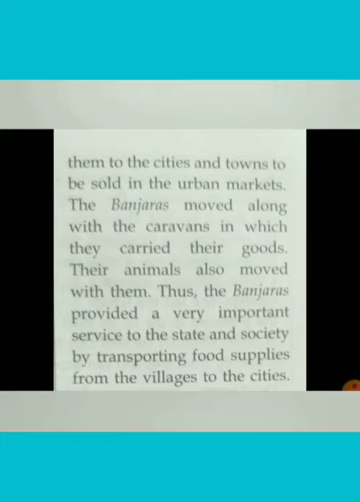 them to the cities and towns to
be sold in the urban markets.
The Banjaras moved along
with the caravans in which
they carried their goods.
Their animals also moved
with them. Thus, the Banjaras
provided a very important
service to the state and society
by transporting food supplies
from the villages to the cities.